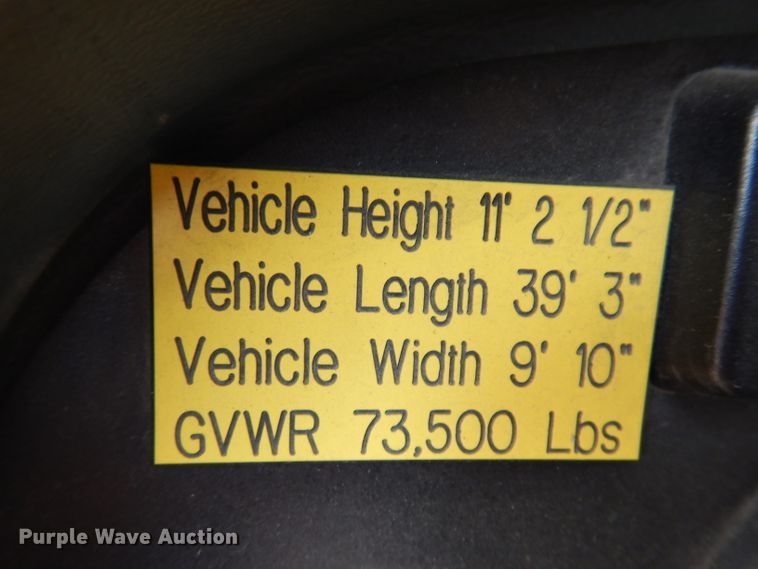 Vehicle Height 11' 2 1/2"
Vehicle Length 39' 3"
Vehicle Width 9' 10"
GVWR 73,500 Lbs
Purple Wave Auction